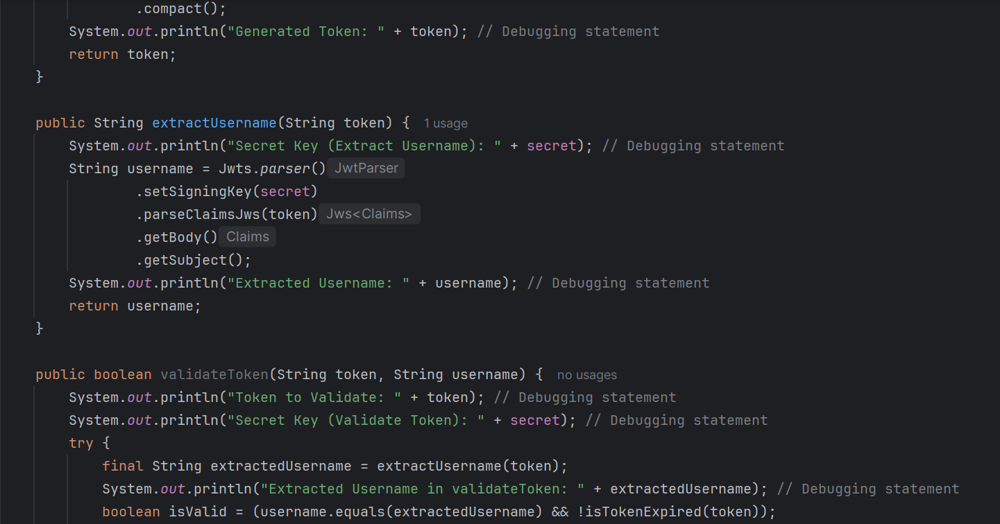 .compact();
System.out.println("Generated Token: " + token); // Debugging statement
return token;
}
public String extractUsername(String token) { 1 usage
System.out.println("Secret Key (Extract Username): " + secret); // Debugging statement
String username = Jwts.parser() JwtParser
.setSigningKey(secret)
.parseClaimsJws(token) Jws<Claims>
.getBody() Claims
.getSubject();
System.out.println("Extracted Username: " + username); // Debugging statement
return username;
}
public boolean validateToken(String token, String username) { no usages
System.out.println("Token to Validate: " + token); // Debugging statement
System.out.println("Secret Key (Validate Token): " + secret); // Debugging statement
try {
final String extractedUsername = extractUsername(token);
System.out.println("Extracted Username in validateToken: " + extractedUsername); // Debugging statement
boolean isValid = (username.equals(extractedUsername) && !isTokenExpired(token));